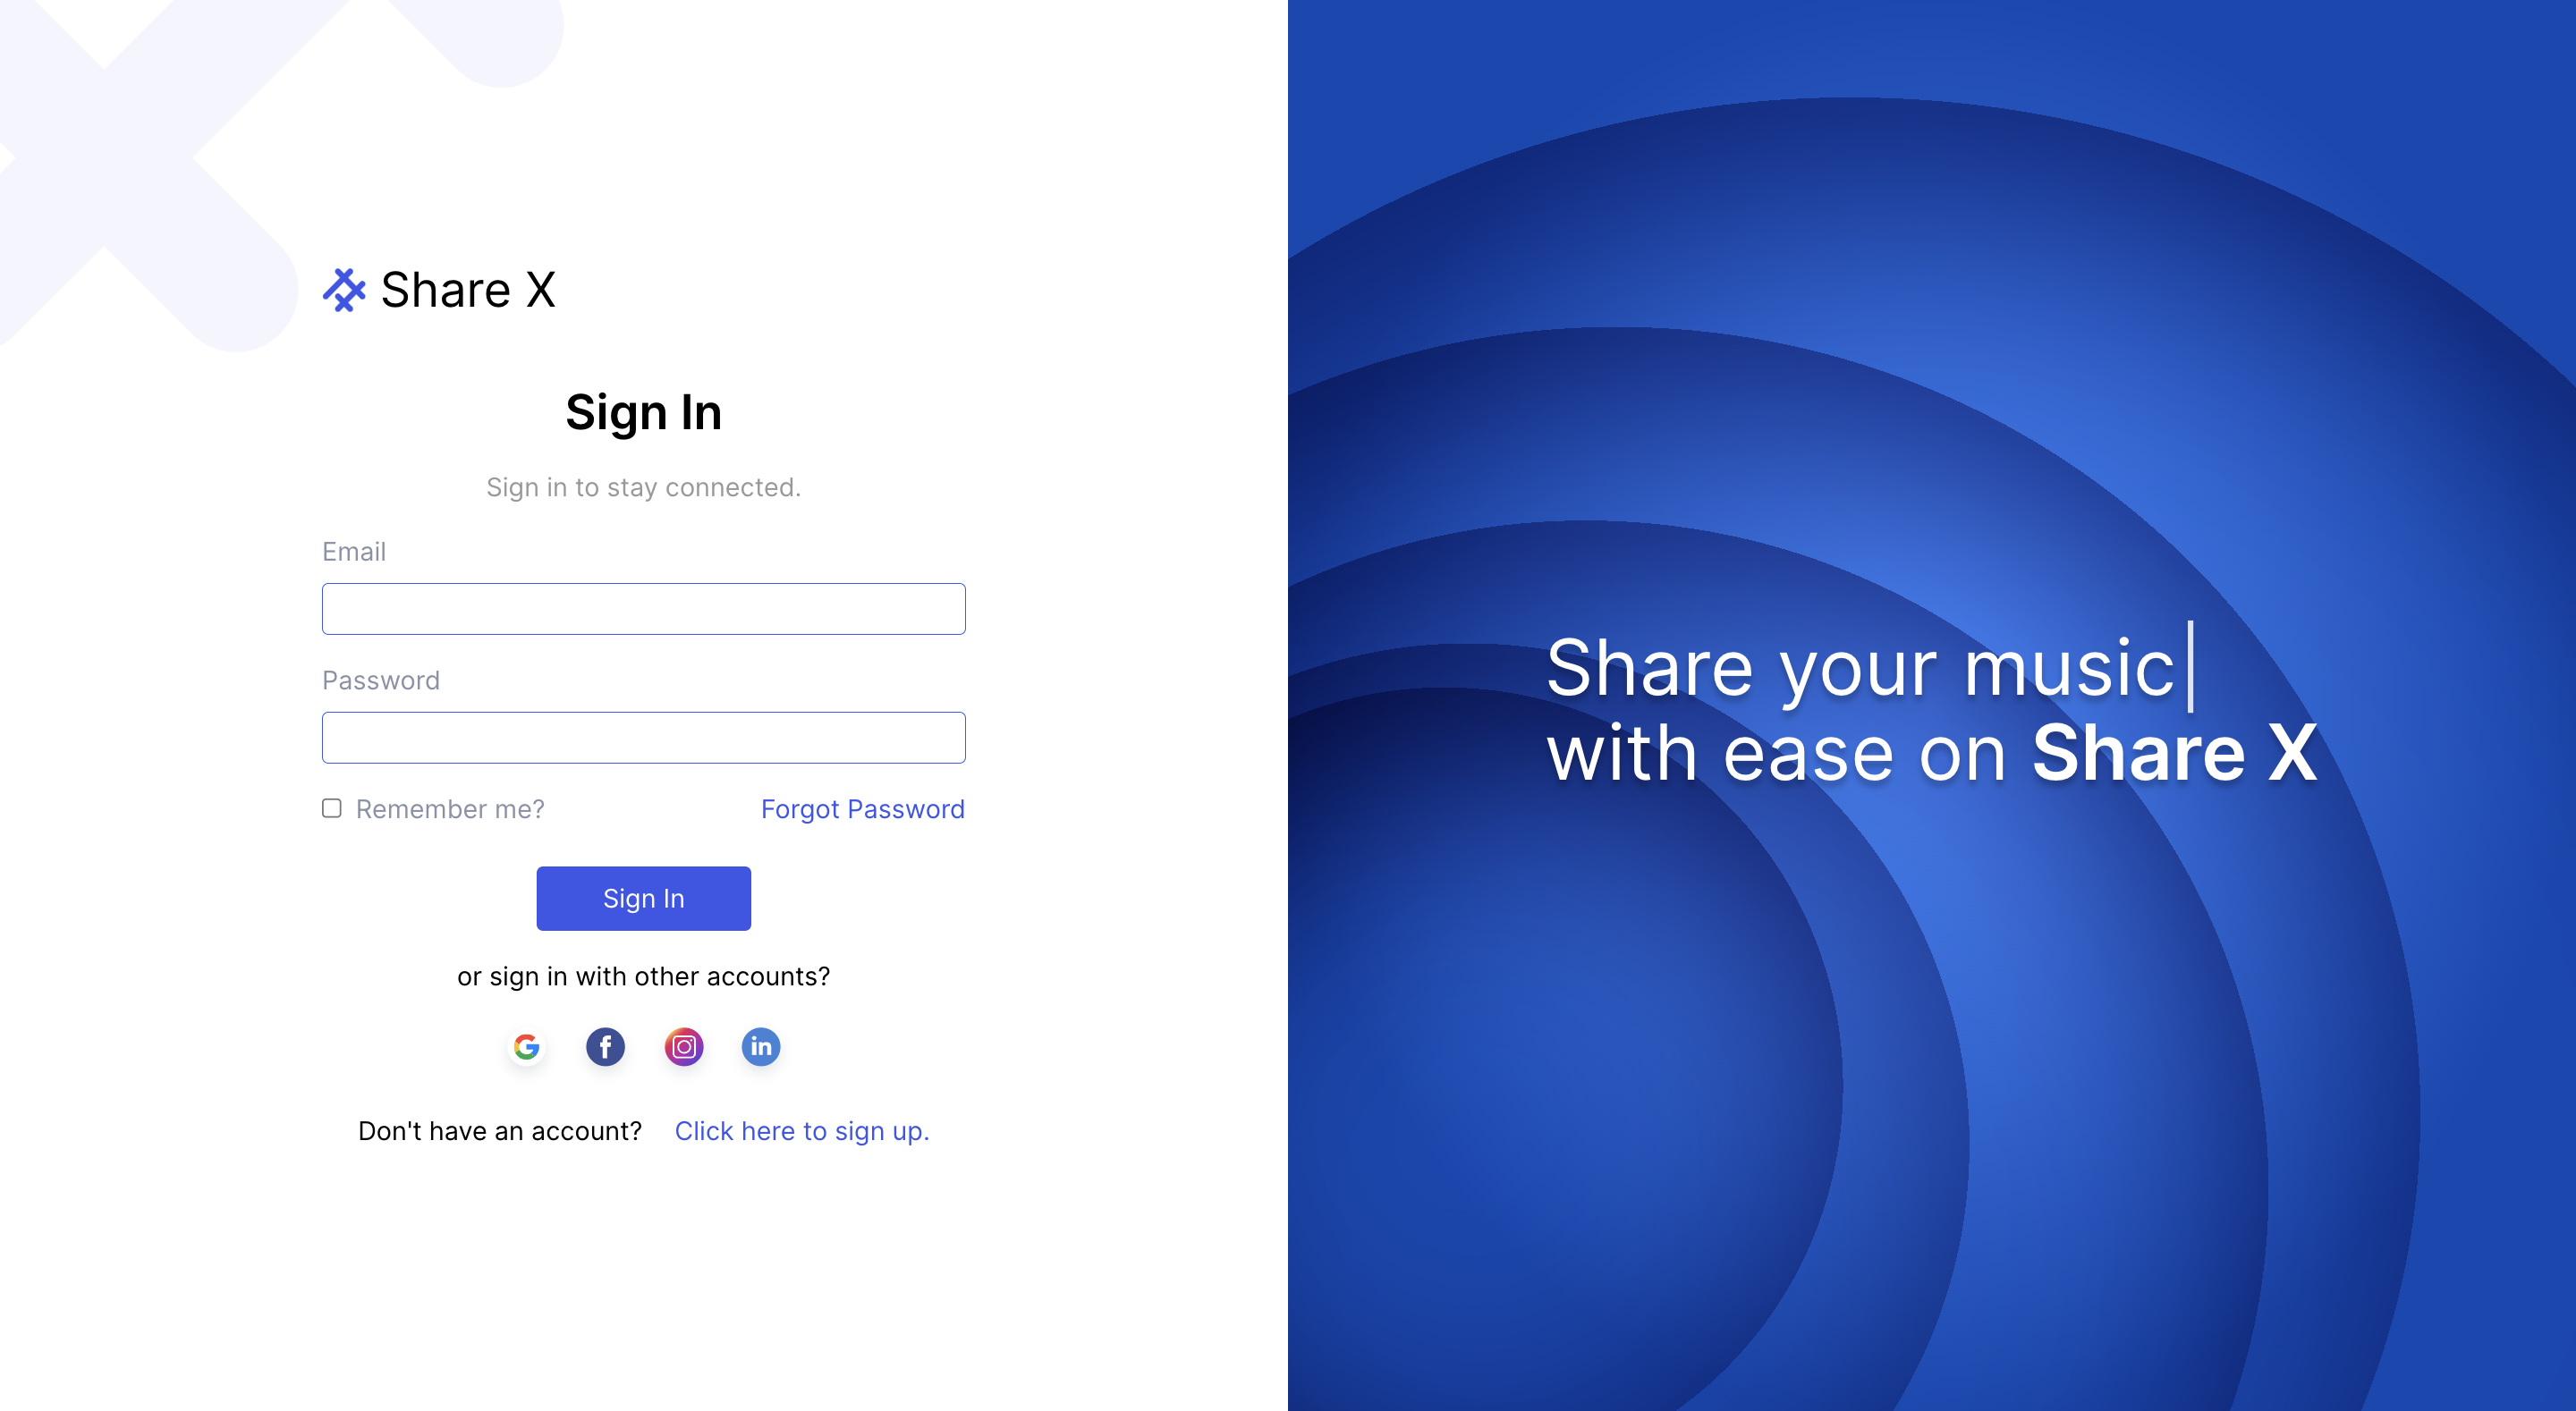 Share X
Sign In
Sign in to stay connected.
Email
Password
Remember me? Forgot Password
Sign In
or sign in with other accounts?
Don't have an account? Click here to sign up.
Share your music
with ease on Share X